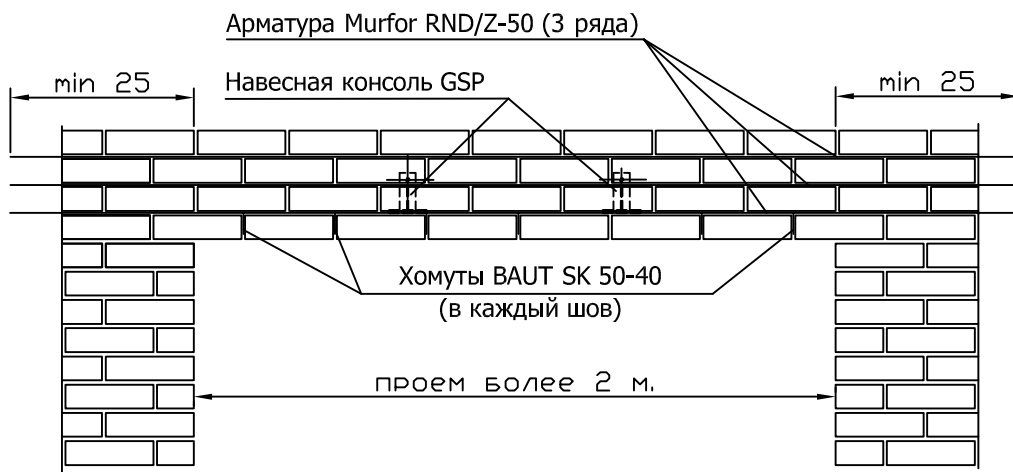 Арматура Murfor RND/Z-50 (3 ряда)
min 25
Навесная консоль GSP
min 25
Хомуты BAUT SK 50-40
(в каждый шов)
проем более 2 м.